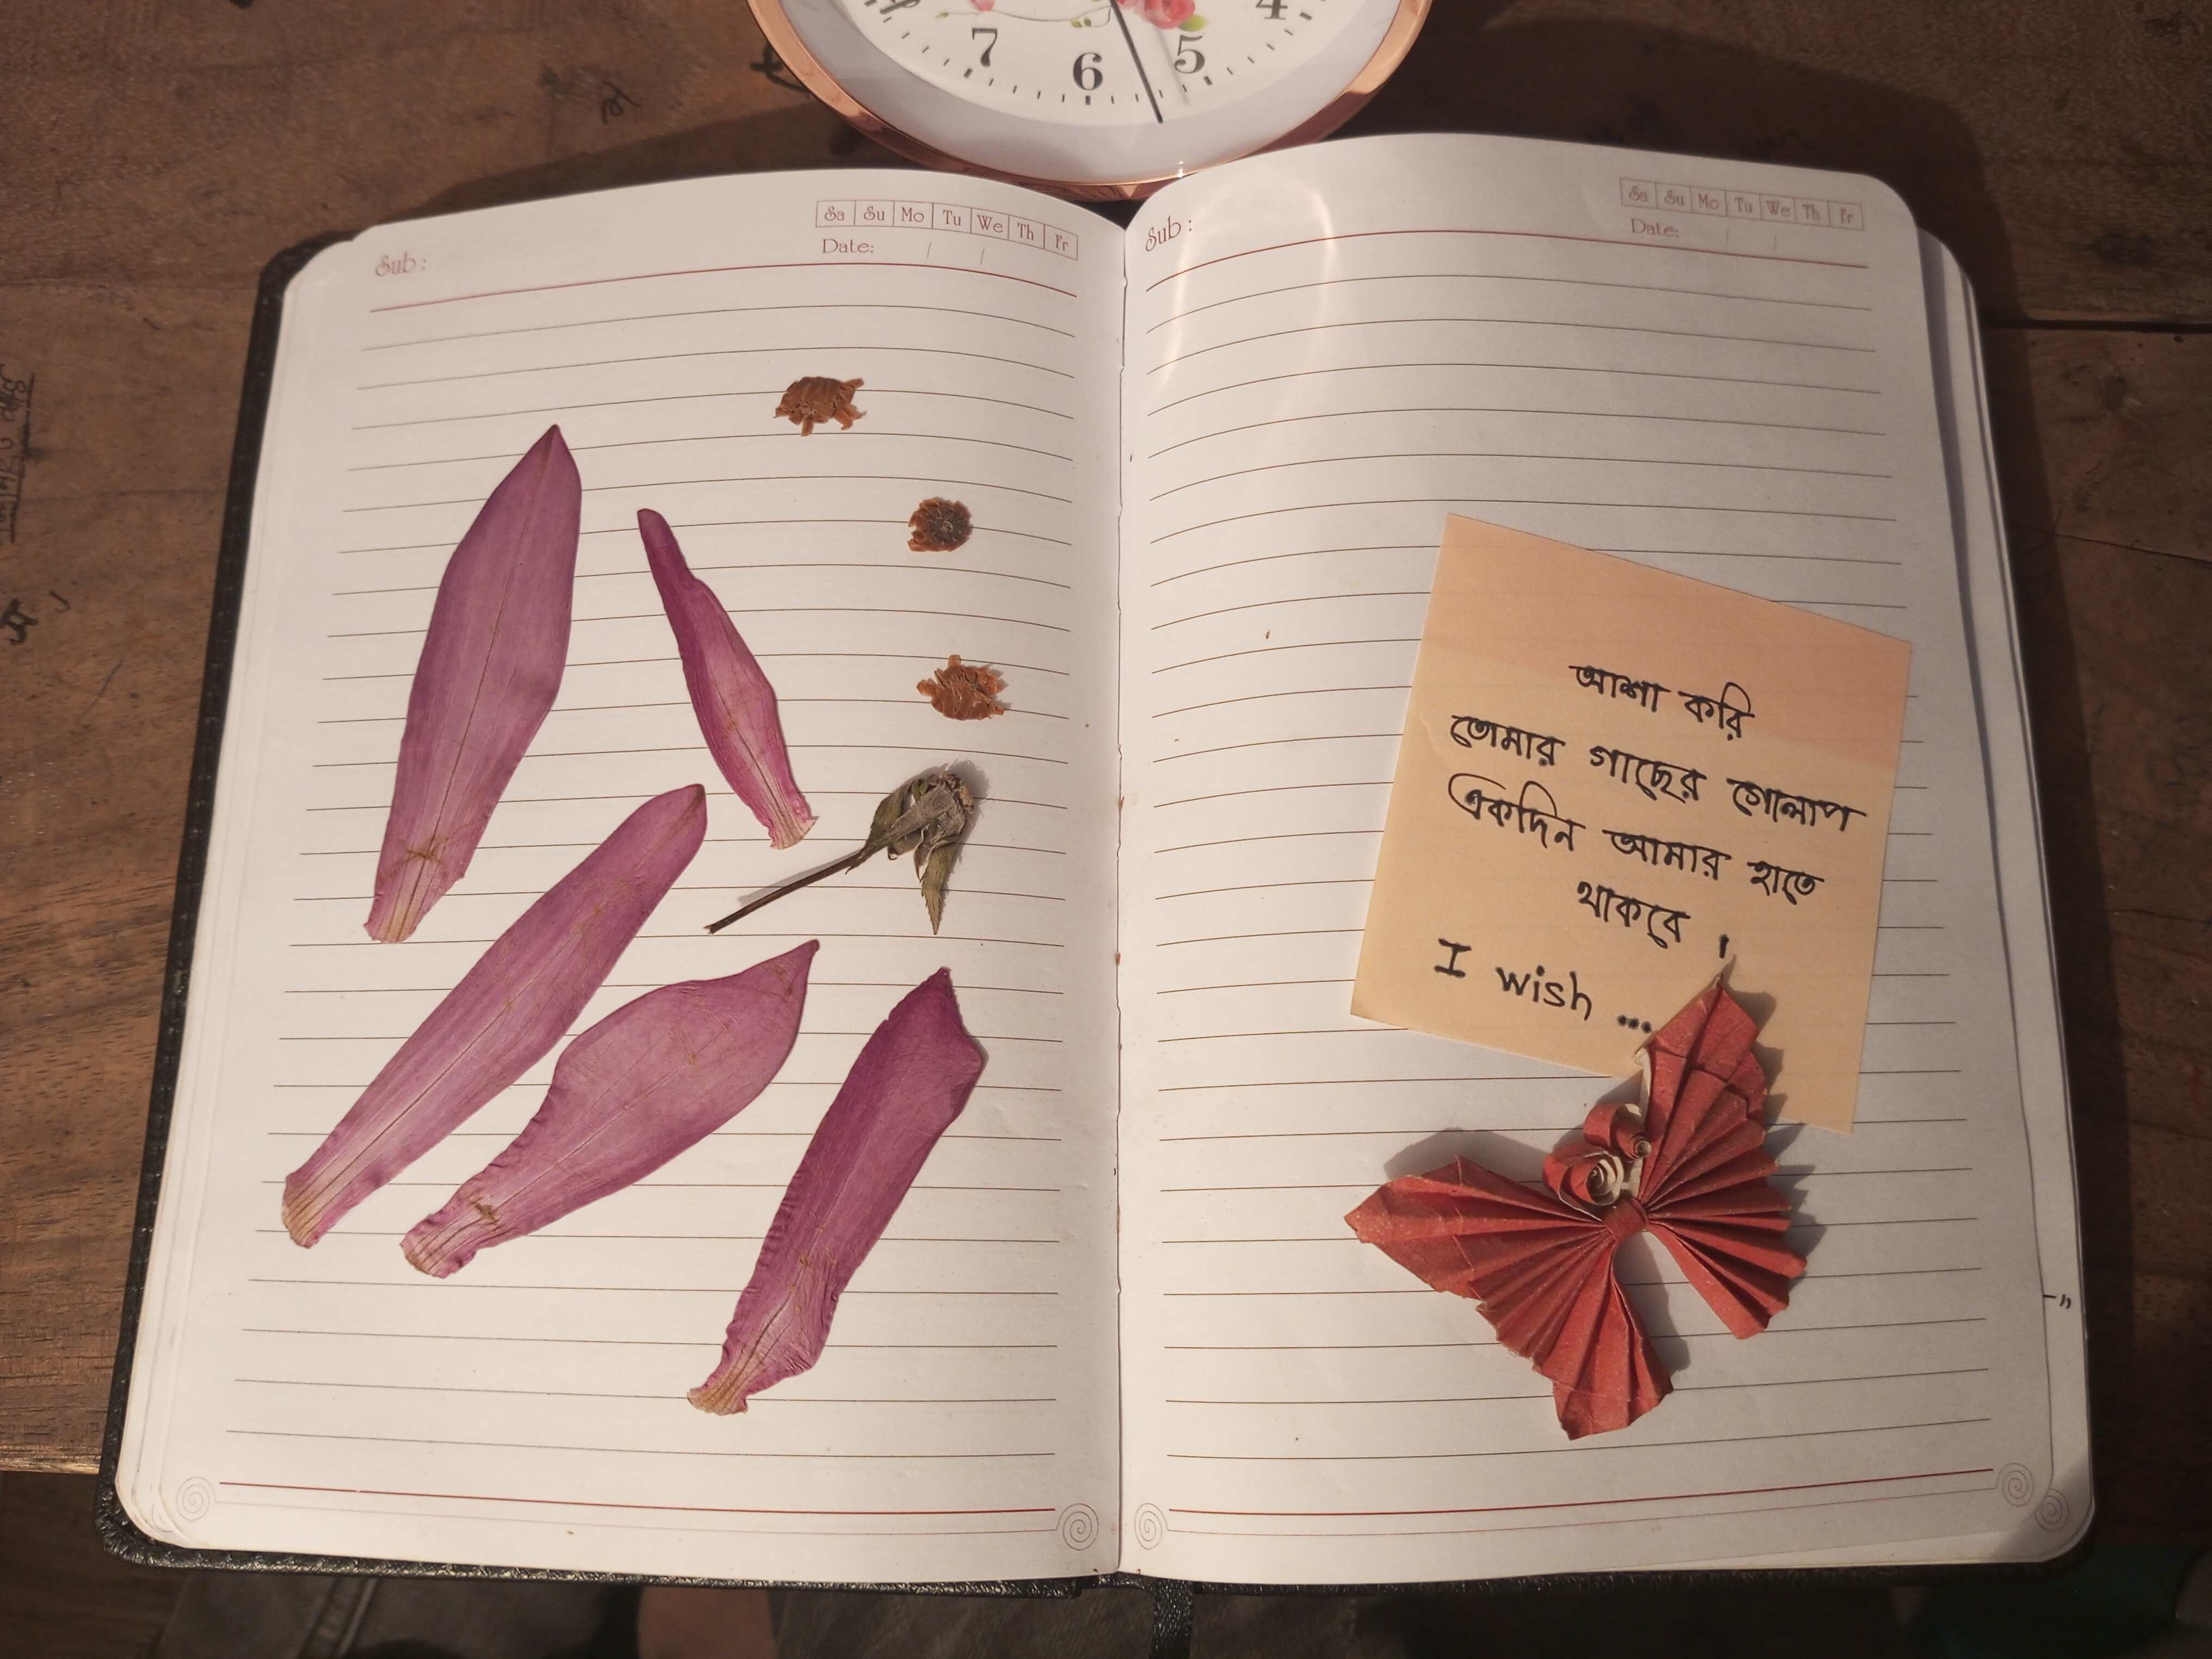 7 6 5 4
Sa Su Mo Tu We Th Fr
Date:
Sub :
Sa Su Mo Tu We Th Fr
Date:
Sub :
আশা করি
তোমার গাছের গোলাপ
একদিন আমার হাতে
থাকবে !
I wish ...